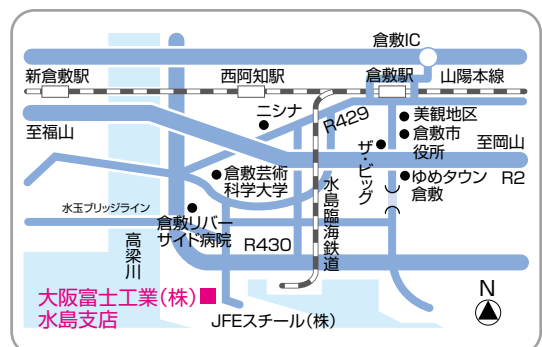 倉敷IC
新倉敷駅
西阿知駅
倉敷駅
山陽本線
ニシナ
R429
美観地区
倉敷市
役所
至福山
ザ・ビッグ
至岡山
倉敷芸術
科学大学
水島臨海鉄道
ゆめタウン
倉敷
R2
水玉ブリッジライン
倉敷リバー
サイド病院
高梁川
R430
大阪富士工業(株)
水島支店
JFEスチール(株)
N